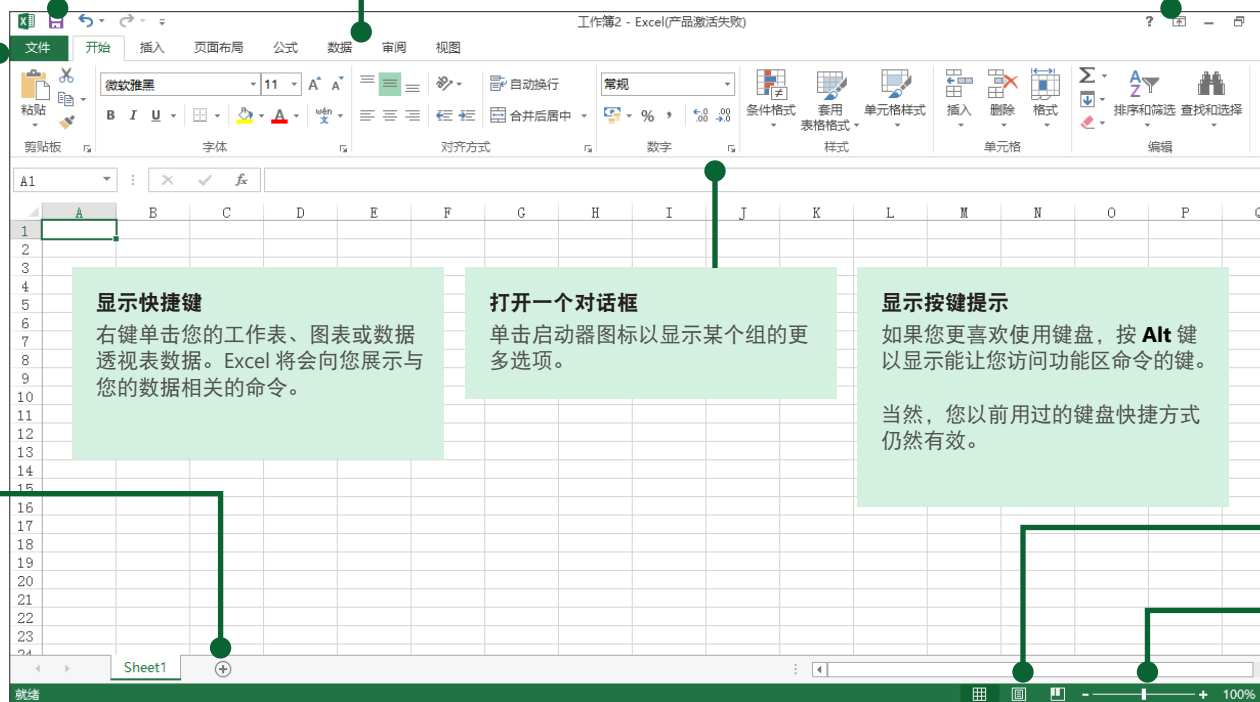 工作簿2 - Excel(产品激活失败)
?
文件 开始 插入 页面布局 公式 数据 审阅 视图
微软雅黑 11 A A 自动换行 常规 Σ
粘贴 B I U A wén 文 合并后居中 % , .0 .00 .00 .0 条件格式 套用 表格格式 单元格样式 插入 删除 格式 A Z 排序和筛选 查找和选择
剪贴板 字体 对齐方式 数字 样式 单元格 编辑
A1 fx
A B C D E F G H I J K L M N O P
1
2
3
4
5
6
7
8
9
10
11
12
13
14
15
16
17
18
19
20
21
22
23
24
显示快捷键
右键单击您的工作表、图表或数据
透视表数据。Excel 将会向您展示与
您的数据相关的命令。
打开一个对话框
单击启动器图标以显示某个组的更
多选项。
显示按键提示
如果您更喜欢使用键盘，按 Alt 键
以显示能让您访问功能区命令的键。
当然，您以前用过的键盘快捷方式
仍然有效。
Sheet1
就绪 - + 100%